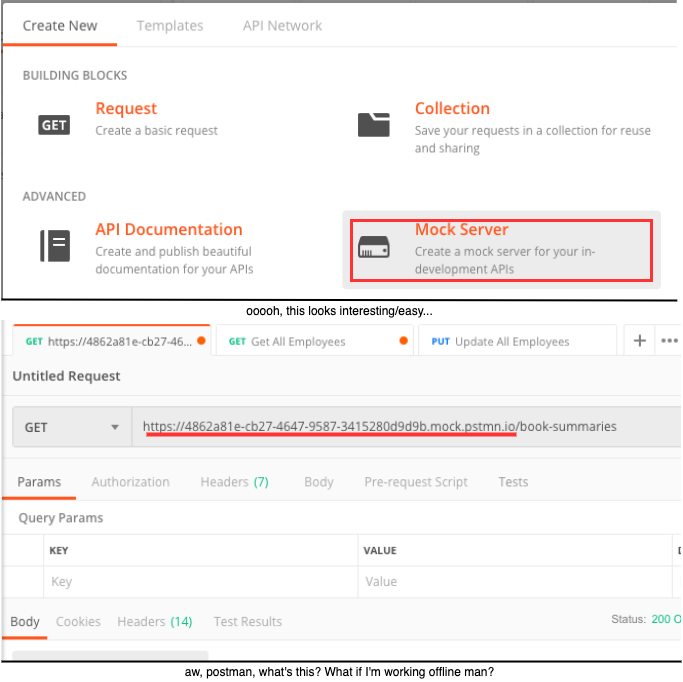 Create New Templates API Network
BUILDING BLOCKS
GET Request Collection
Create a basic request Save your requests in a collection for reuse
and sharing
ADVANCED
API Documentation Mock Server
Create and publish beautiful Create a mock server for your in-
documentation for your APIs development APIs
ooooh, this looks interesting/easy...
GET https://4862a81e-cb27-46... GET Get All Employees PUT Update All Employees + •••
Untitled Request
GET https://4862a81e-cb27-4647-9587-3415280d9d9b.mock.pstmn.io/book-summaries
Params Authorization Headers (7) Body Pre-request Script Tests
Query Params
KEY VALUE
Key Value
Body Cookies Headers (14) Test Results Status: 200 O
aw, postman, what's this? What if I'm working offline man?